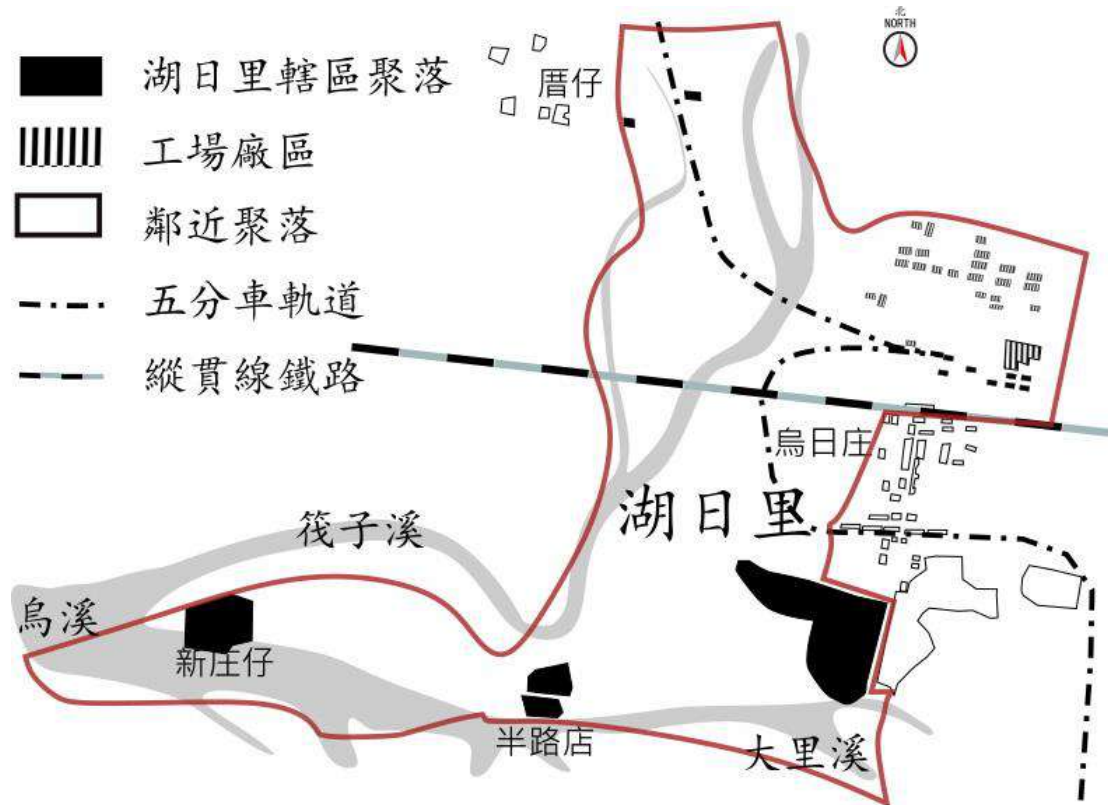 北
NORTH
湖日里轄區聚落
工場廠區
鄰近聚落
五分車軌道
縱貫線鐵路
厝仔
烏日庄
湖日里
筏子溪
烏溪
新庄仔
半路店
大里溪